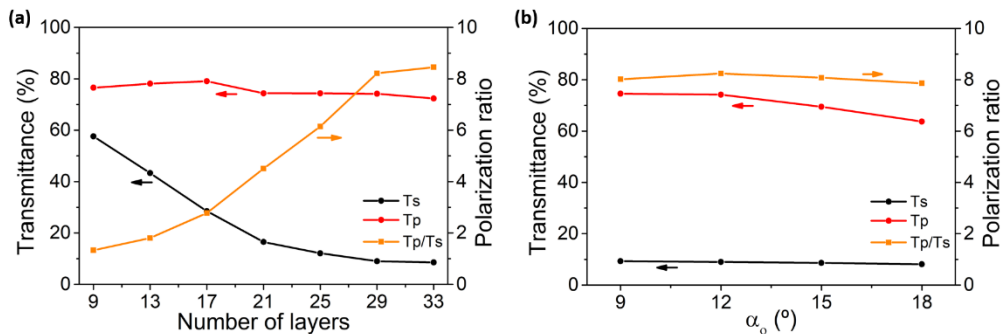 (a)
100
80
60
40
20
0
Transmittance (%)
9 13 17 21 25 29 33
Number of layers
10
8
6
4
2
0
Polarization ratio
Ts
Tp
Tp/Ts
(b)
100
80
60
40
20
0
Transmittance (%)
9 12 15 18
αo (º)
10
8
6
4
2
0
Polarization ratio
Ts
Tp
Tp/Ts